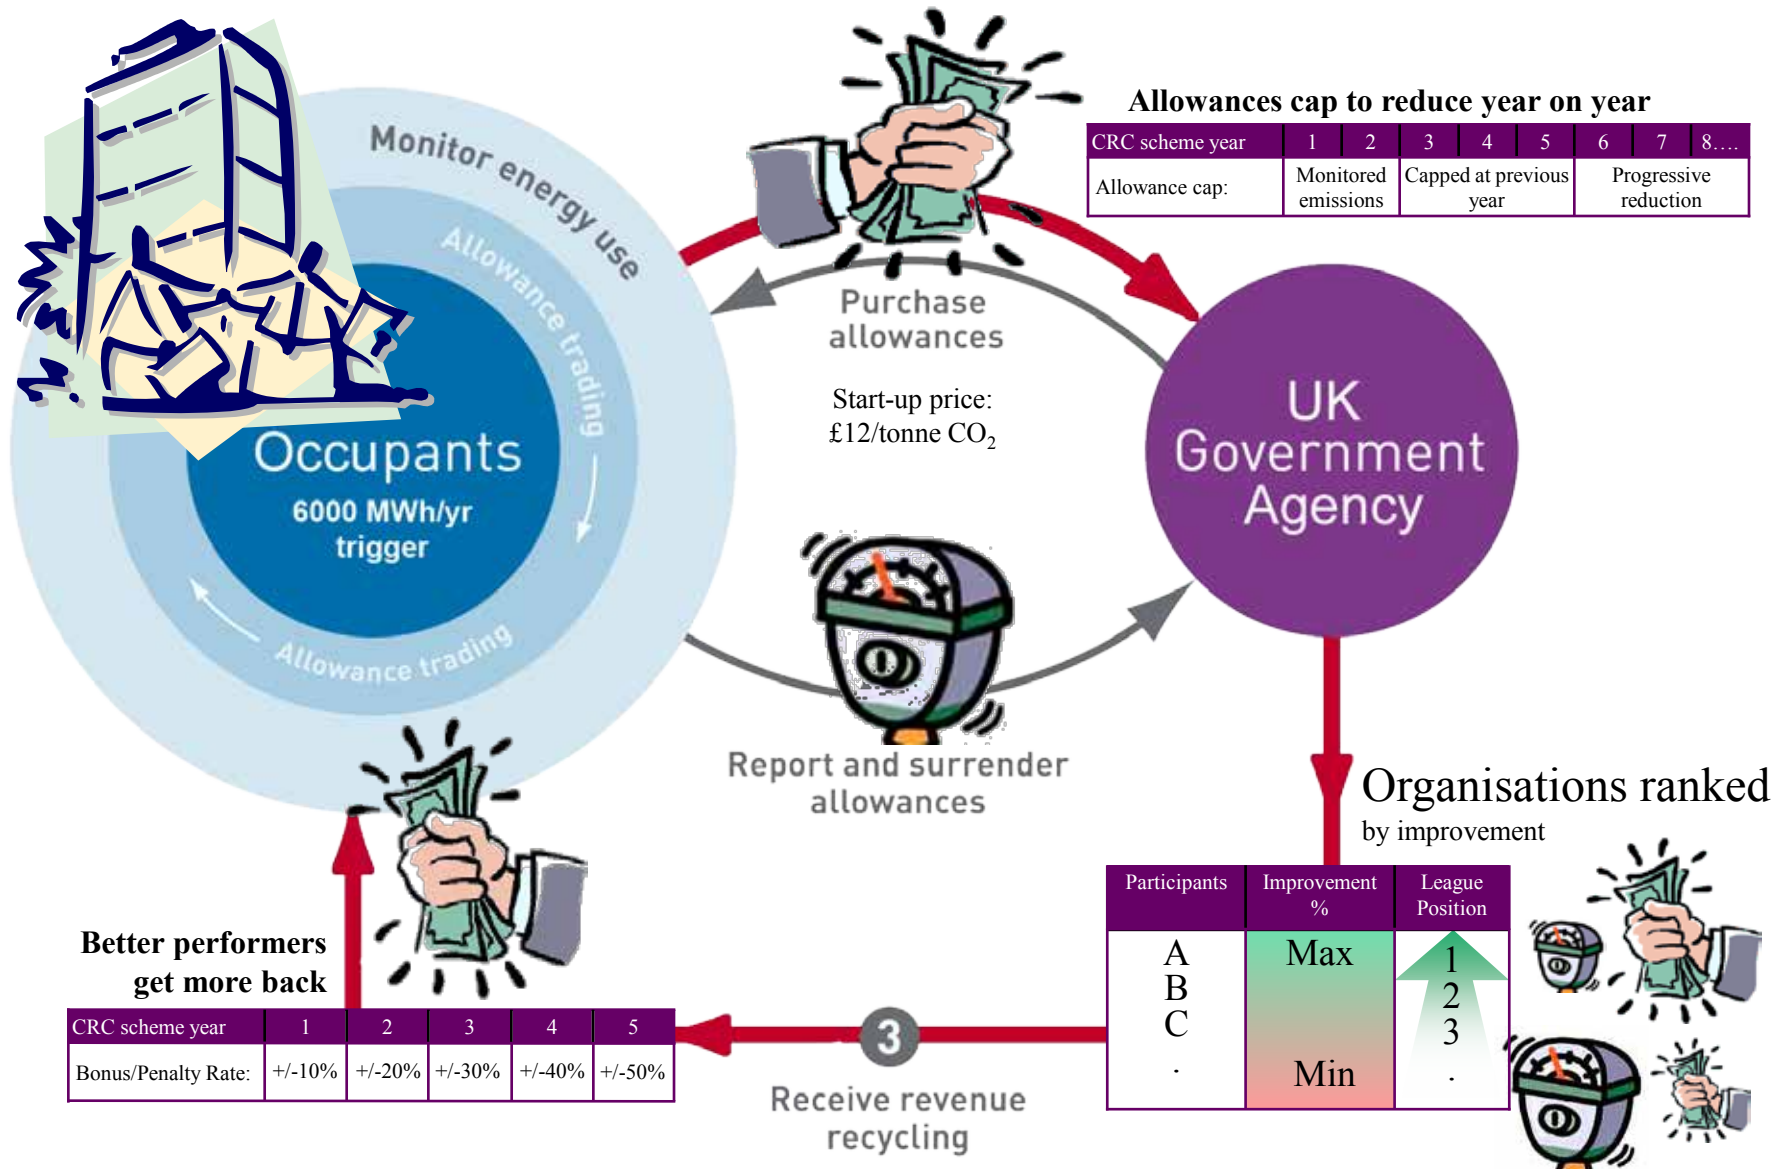 Allowances cap to reduce year on year
CRC scheme year 1 2 3 4 5 6 7 8....
Allowance cap: Monitored emissions Capped at previous year Progressive reduction
Monitor energy use
Allowance trading
Occupants
6000 MWh/yr
trigger
Allowance trading
Purchase
allowances
Start-up price:
£12/tonne CO₂
UK
Government
Agency
Report and surrender
allowances
Organisations ranked
by improvement
Participants Improvement % League Position
A Max 1
B 2
C 3
. Min .
Better performers
get more back
CRC scheme year 1 2 3 4 5
Bonus/Penalty Rate: +/-10% +/-20% +/-30% +/-40% +/-50%
3
Receive revenue
recycling